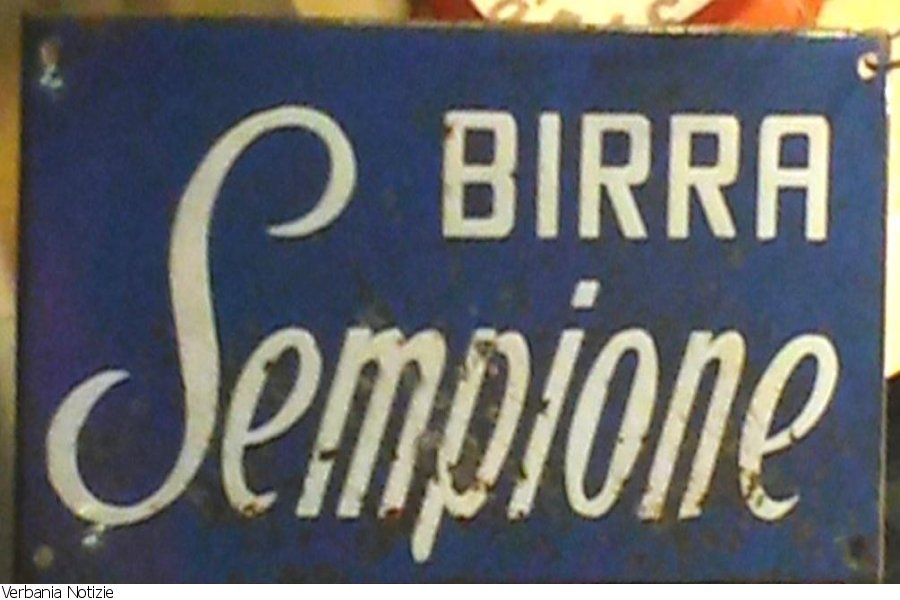 BIRRA
Sempione
Verbania Notizie